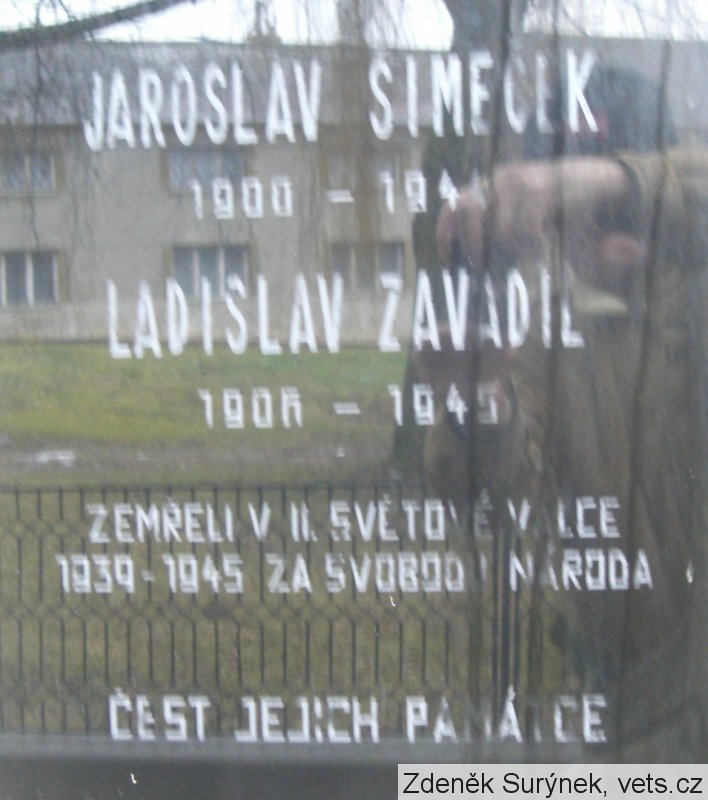 JAROSLAV ŠIMEČEK
LADISLAV ZAVADIL
1945
ZEMŘELI V II. SVĚTOVÉ VÁLCE
1939-1945 ZA SVOBODU NÁRODA
ČEST JEJICH PAMÁTCE
Zdeněk Surýnek, vets.cz